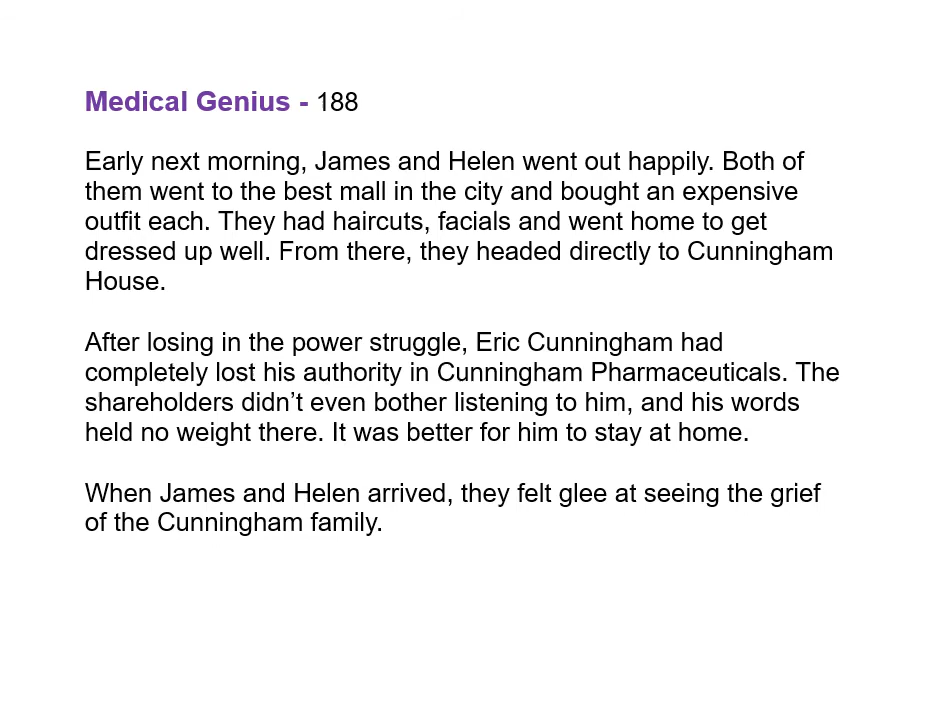 Medical Genius - 188
Early next morning, James and Helen went out happily. Both of
them went to the best mall in the city and bought an expensive
outfit each. They had haircuts, facials and went home to get
dressed up well. From there, they headed directly to Cunningham
House.
After losing in the power struggle, Eric Cunningham had
completely lost his authority in Cunningham Pharmaceuticals. The
shareholders didn’t even bother listening to him, and his words
held no weight there. It was better for him to stay at home.
When James and Helen arrived, they felt glee at seeing the grief
of the Cunningham family.